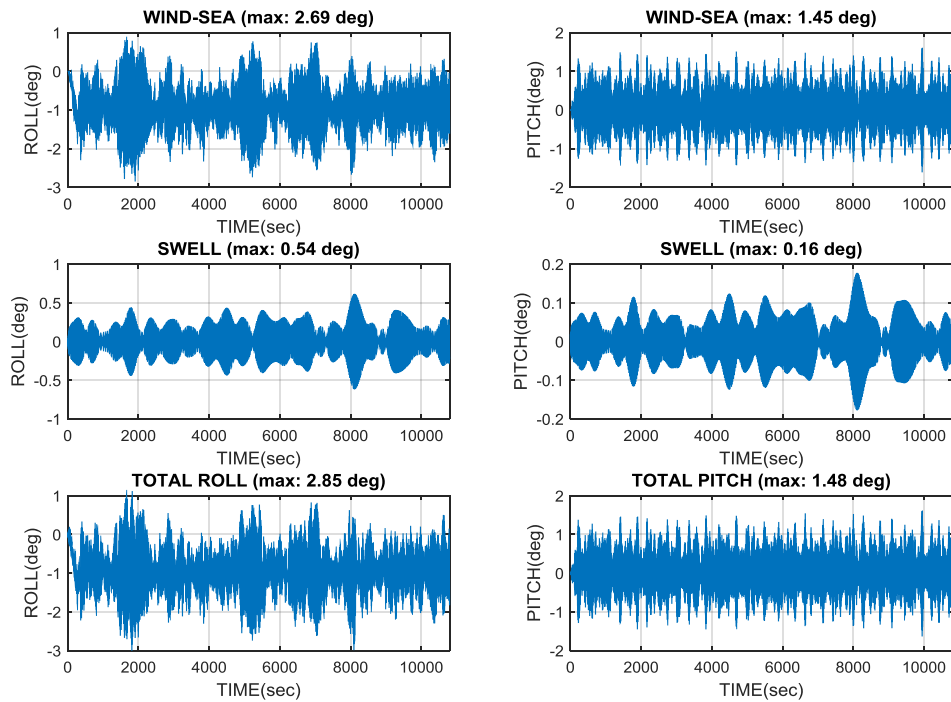 WIND-SEA (max: 2.69 deg)
1
0
-1
-2
-3
ROLL(deg)
0 2000 4000 6000 8000 10000
TIME(sec)
WIND-SEA (max: 1.45 deg)
2
1
0
-1
-2
PITCH(deg)
0 2000 4000 6000 8000 10000
TIME(sec)
SWELL (max: 0.54 deg)
1
0.5
0
-0.5
-1
ROLL(deg)
0 2000 4000 6000 8000 10000
TIME(sec)
SWELL (max: 0.16 deg)
0.2
0.1
0
-0.1
-0.2
PITCH(deg)
0 2000 4000 6000 8000 10000
TIME(sec)
TOTAL ROLL (max: 2.85 deg)
1
0
-1
-2
-3
ROLL(deg)
0 2000 4000 6000 8000 10000
TIME(sec)
TOTAL PITCH (max: 1.48 deg)
2
1
0
-1
-2
PITCH(deg)
0 2000 4000 6000 8000 10000
TIME(sec)